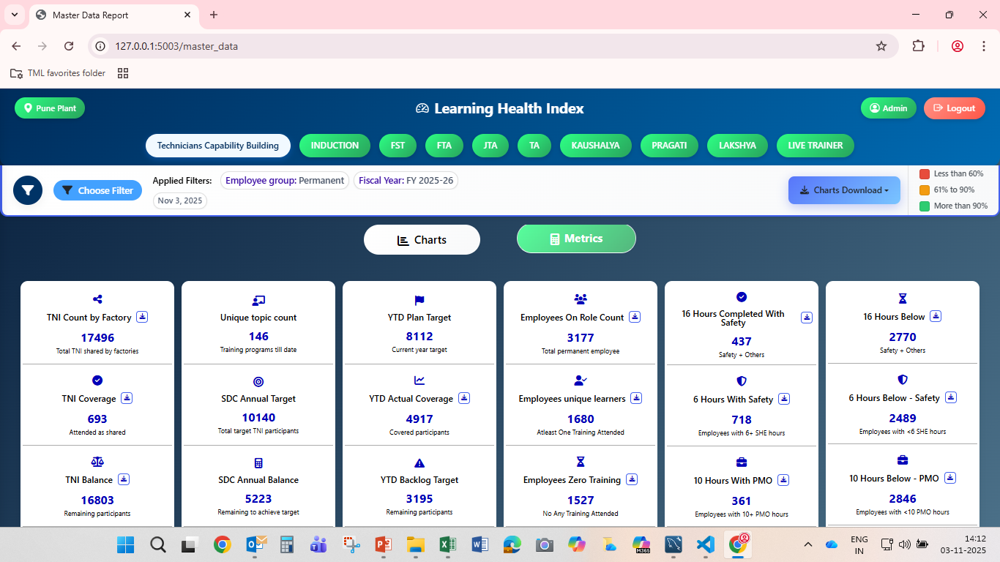 Master Data Report
127.0.0.1:5003/master_data
TML favorites folder
Pune Plant
Learning Health Index
Admin
Logout
Technicians Capability Building
INDUCTION
FST
FTA
JTA
TA
KAUSHALYA
PRAGATI
LAKSHYA
LIVE TRAINER
Choose Filter
Applied Filters:
Employee group: Permanent
Fiscal Year: FY 2025-26
Nov 3, 2025
Charts Download
Less than 60%
61% to 90%
More than 90%
Charts
Metrics
TNI Count by Factory
17496
Total TNI shared by factories
TNI Coverage
693
Attended as shared
TNI Balance
16803
Remaining participants
Unique topic count
146
Training programs till date
SDC Annual Target
10140
Total target TNI participants
SDC Annual Balance
5223
Remaining to achieve target
YTD Plan Target
8112
Current year target
YTD Actual Coverage
4917
Covered participants
YTD Backlog Target
3195
Remaining participants
Employees On Role Count
3177
Total permanent employee
Employees unique learners
1680
Atleast One Training Attended
Employees Zero Training
1527
No Any Training Attended
16 Hours Completed With
Safety
437
Safety + Others
6 Hours With Safety
718
Employees with 6+ SHE hours
10 Hours With PMO
361
Employees with 10+ PMO hours
16 Hours Below
2770
Safety + Others
6 Hours Below - Safety
2489
Employees with <6 SHE hours
10 Hours Below - PMO
2846
Employees with <10 PMO hours
M365
ENG
IN
14:12
03-11-2025